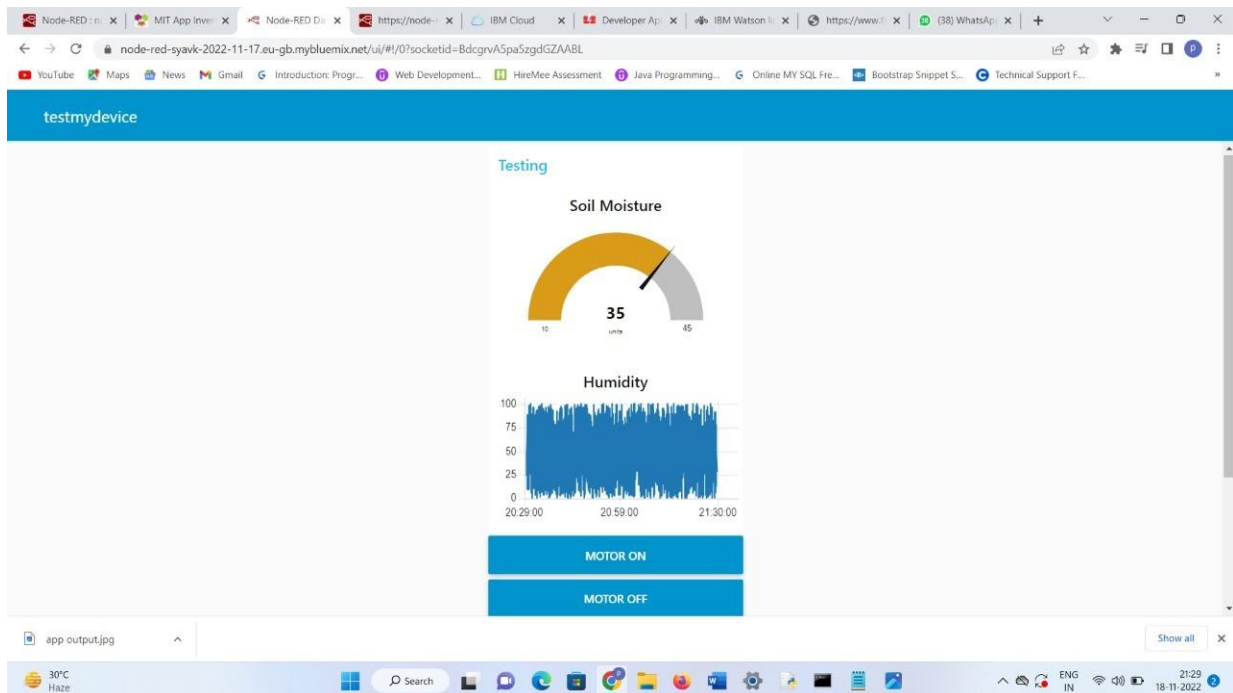 Node-RED : n
MIT App Inver
Node-RED Da
https://node-
IBM Cloud
Developer Ap
IBM Watson Io
https://www.f
(38) WhatsAp
node-red-syavk-2022-11-17.eu-gb.mybluemix.net/ui/#!/0?socketid=BdcgrvA5pa5zgdGZAABL
P
YouTube
Maps
News
Gmail
Introduction: Progr...
Web Development...
HireMee Assessment
Java Programming...
Online MY SQL Fre...
Bootstrap Snippet S...
Technical Support F...
»
testmydevice
Testing
Soil Moisture
35
units
10
45
Humidity
100
75
50
25
0
20:29:00
20:59:00
21:30:00
MOTOR ON
MOTOR OFF
app output.jpg
Show all
30°C
Haze
Search
ENG
IN
21:29
18-11-2022
2